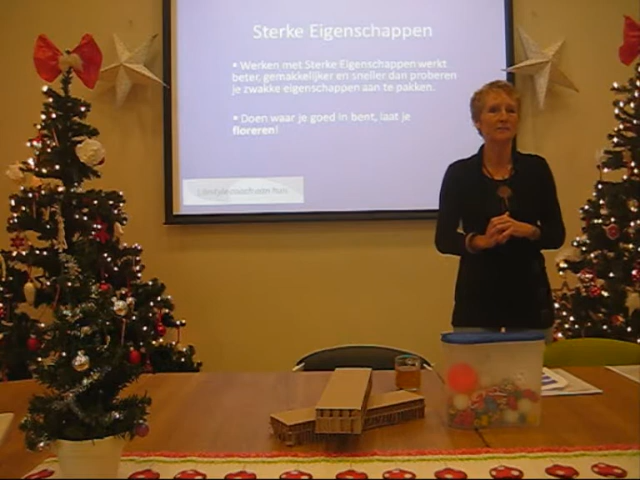 Sterke Eigenschappen
• Werken met Sterke Eigenschappen werkt
beter, gemakkelijker en sneller dan proberen
je zwakke eigenschappen aan te pakken.
• Doen waar je goed in bent, laat je
floreren!